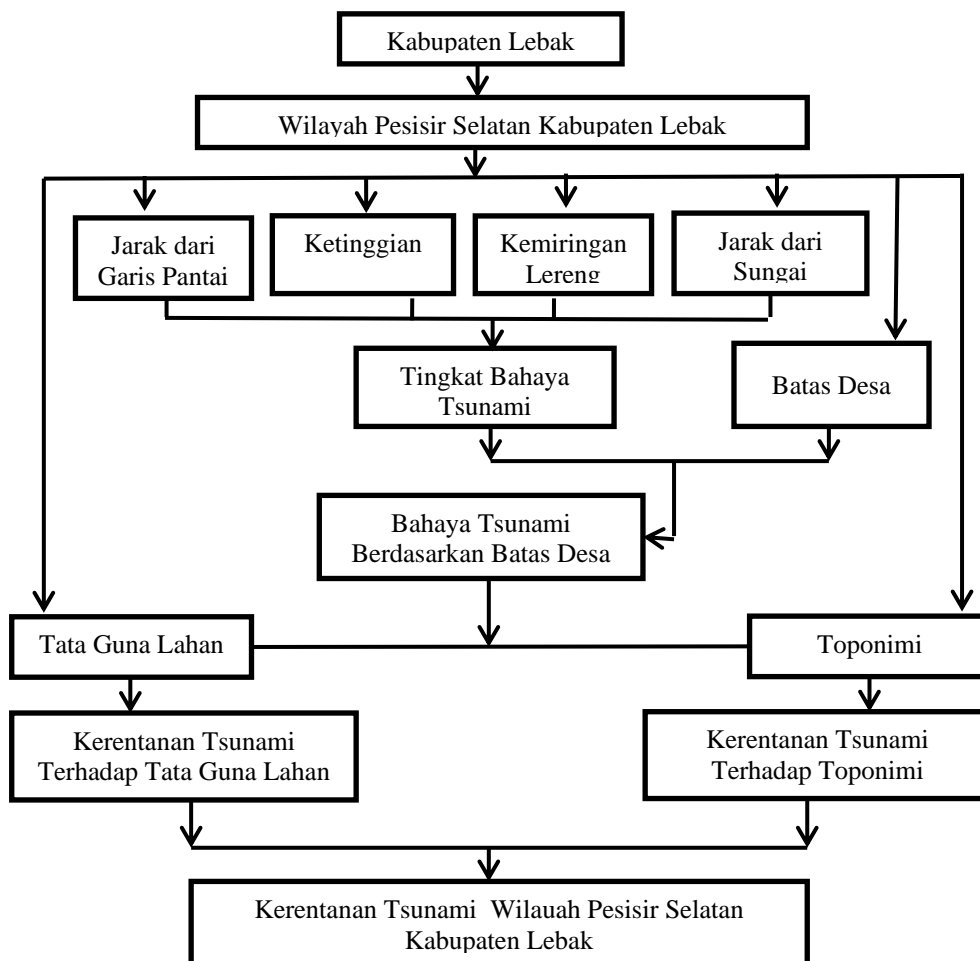 Kabupaten Lebak
Wilayah Pesisir Selatan Kabupaten Lebak
Jarak dari
Garis Pantai
Ketinggian
Kemiringan
Lereng
Jarak dari
Sungai
Tingkat Bahaya
Tsunami
Batas Desa
Bahaya Tsunami
Berdasarkan Batas Desa
Tata Guna Lahan
Toponimi
Kerentanan Tsunami
Terhadap Tata Guna Lahan
Kerentanan Tsunami
Terhadap Toponimi
Kerentanan Tsunami Wilauah Pesisir Selatan
Kabupaten Lebak